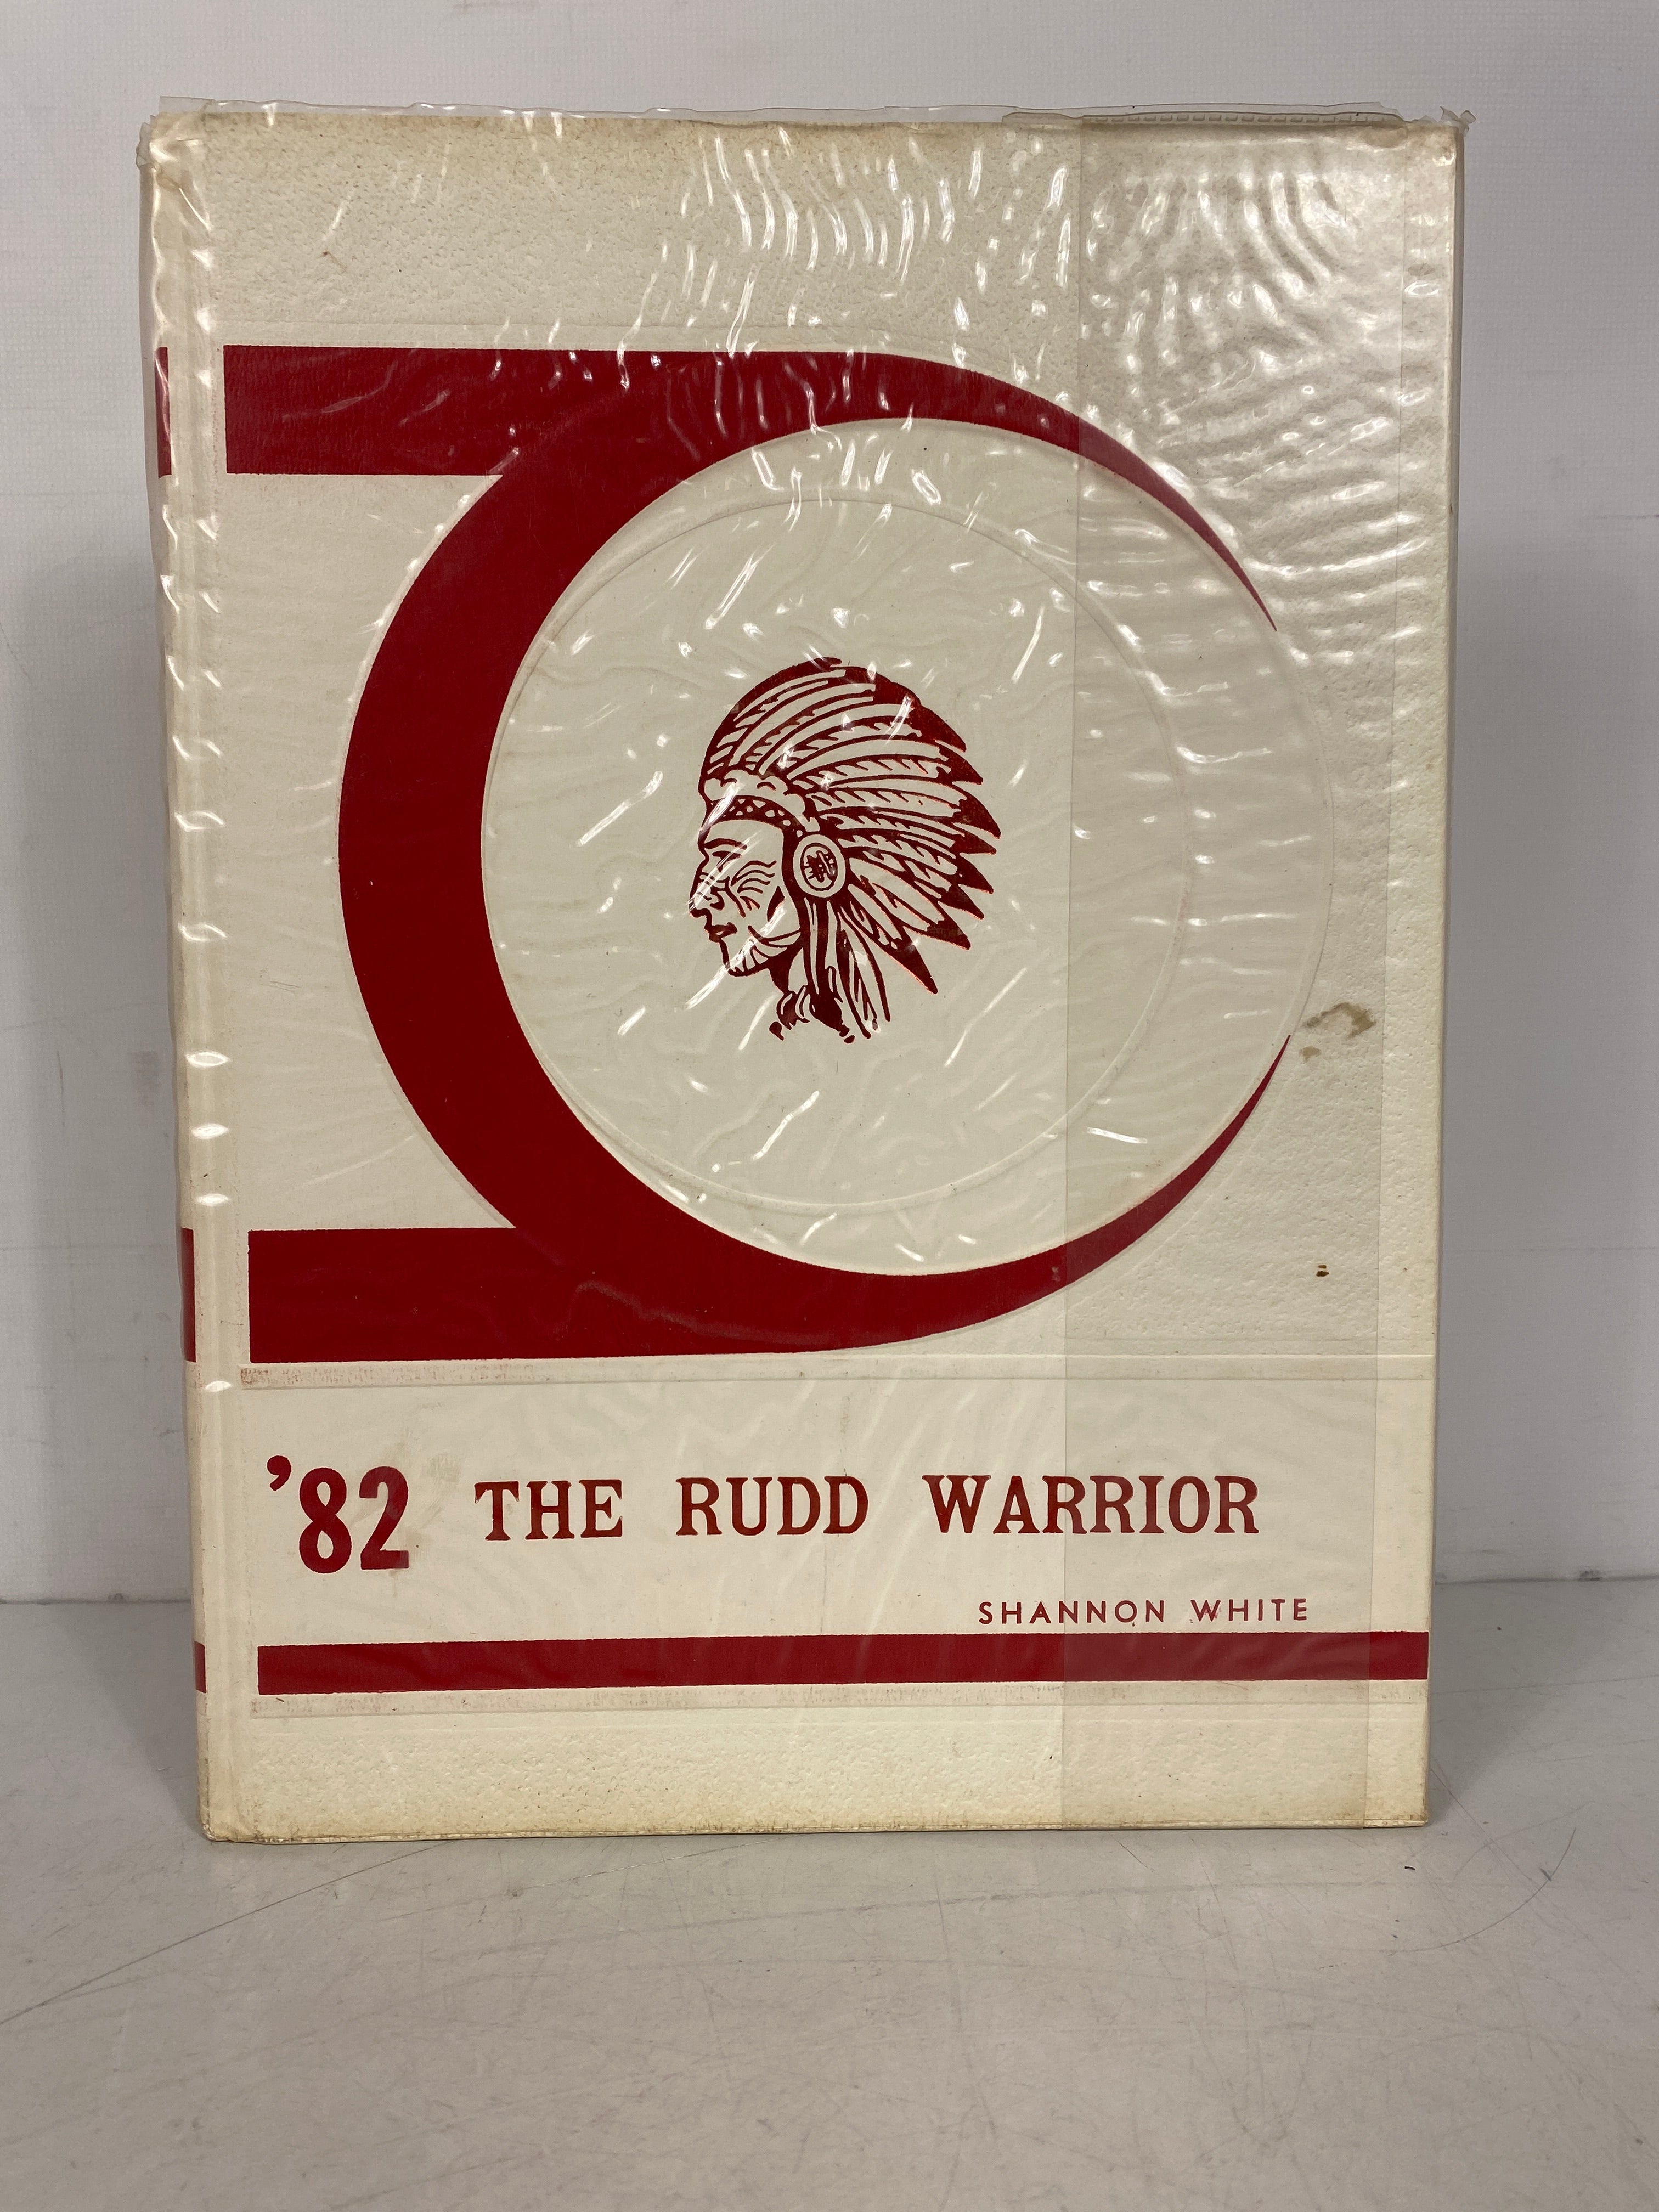 ’82 THE RUDD WARRIOR
SHANNON WHITE